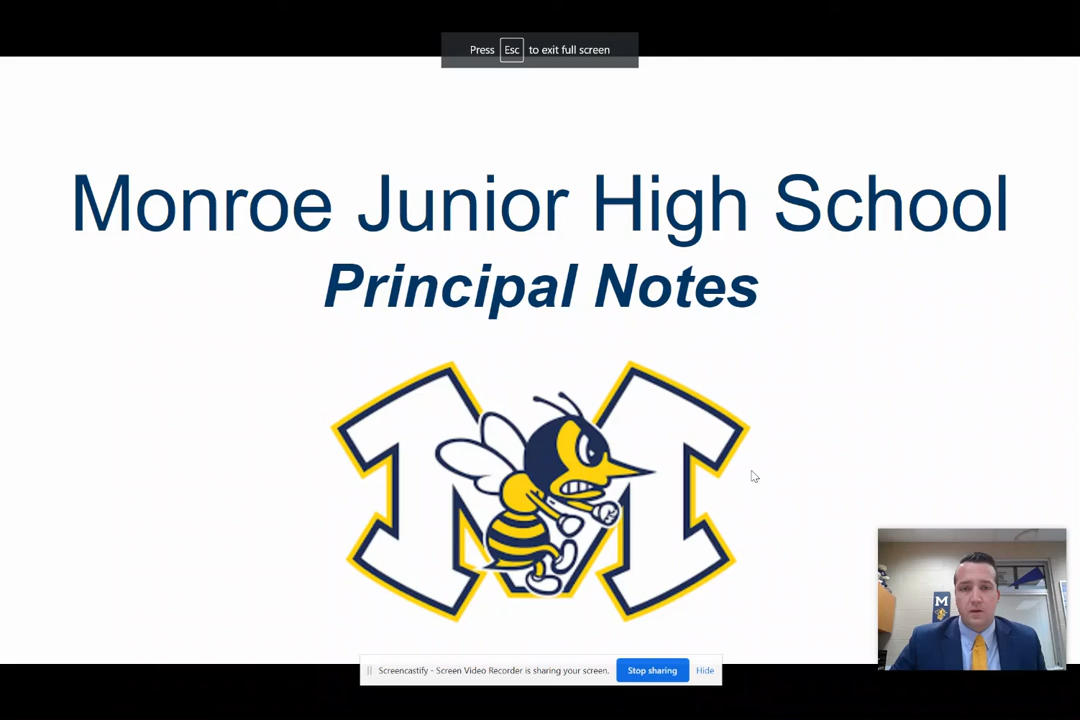 Press Esc to exit full screen
Monroe Junior High School
Principal Notes
M
M
Screencastify - Screen Video Recorder is sharing your screen. Stop sharing Hide